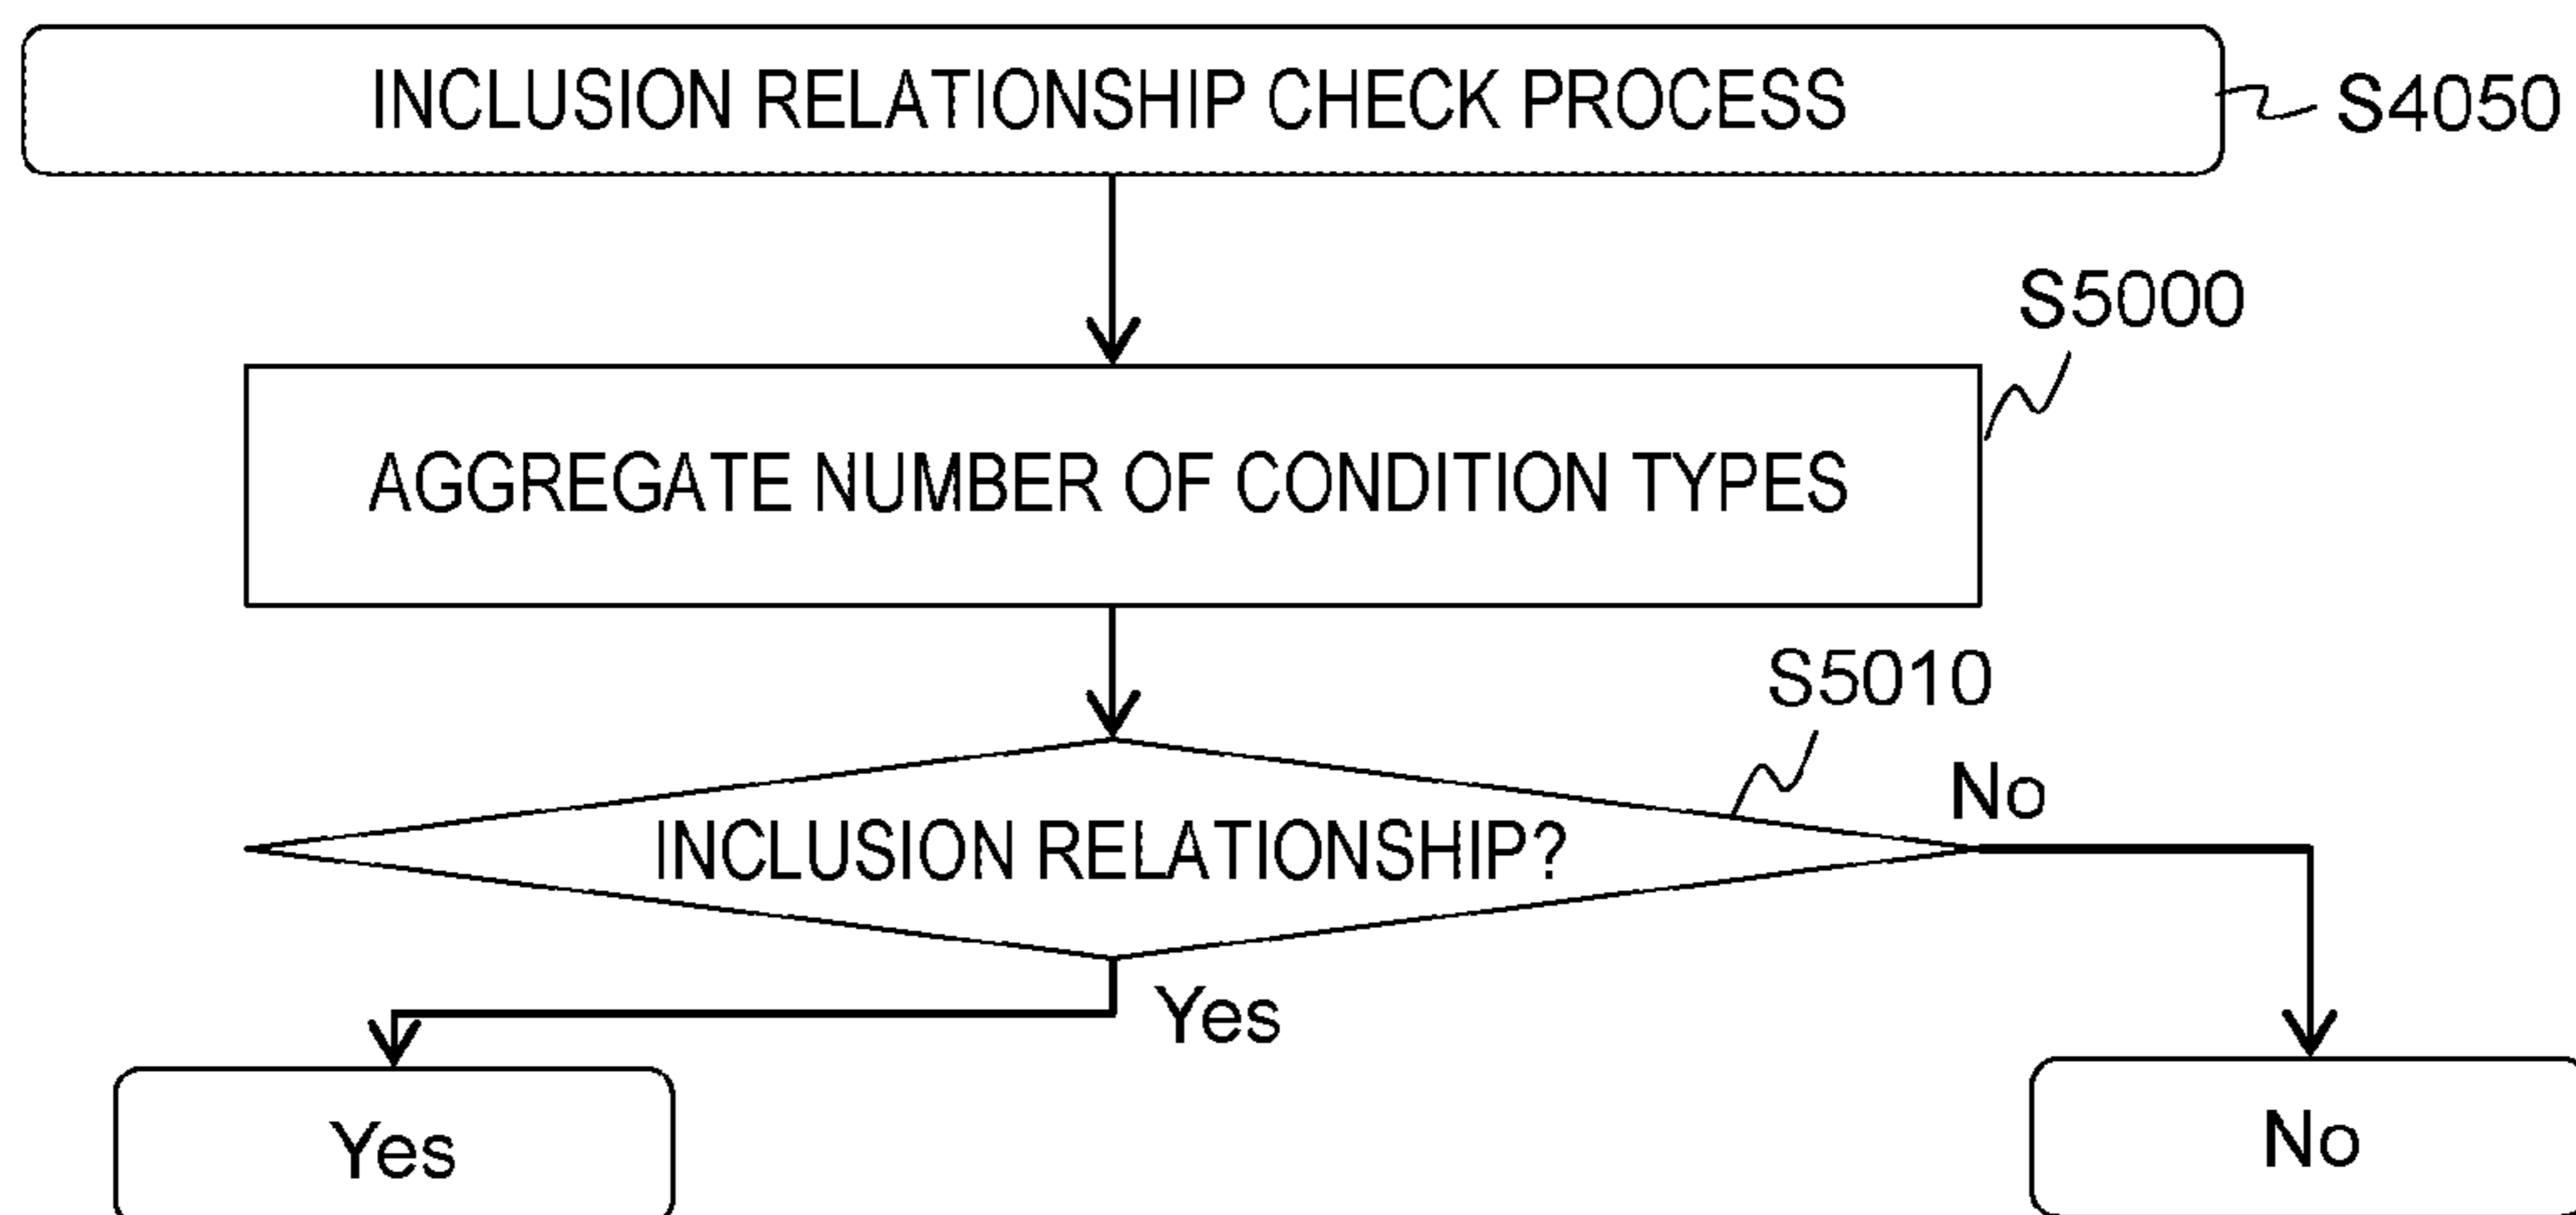 INCLUSION RELATIONSHIP CHECK PROCESS
S4050
S5000
AGGREGATE NUMBER OF CONDITION TYPES
S5010
No
INCLUSION RELATIONSHIP?
Yes
Yes
No